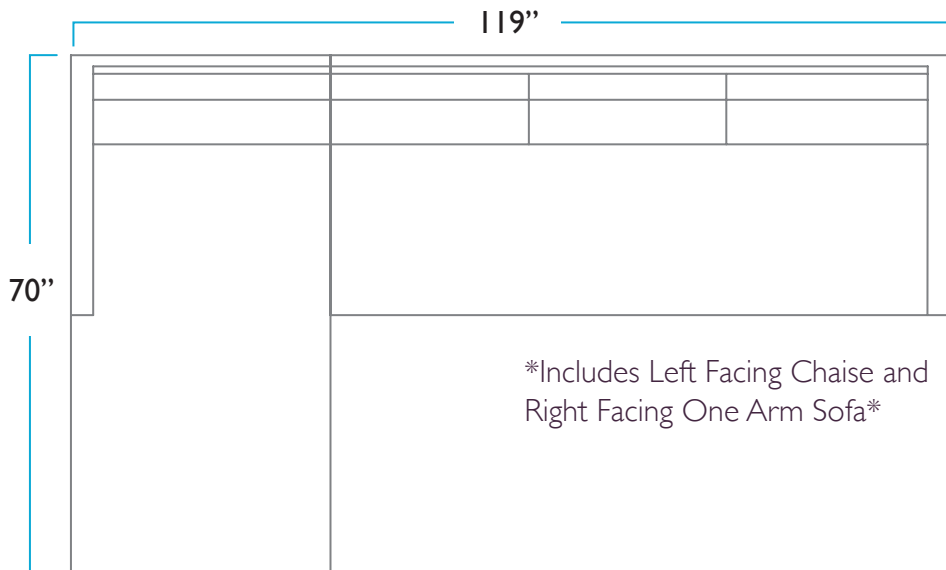 119”
70”
*Includes Left Facing Chaise and
Right Facing One Arm Sofa*